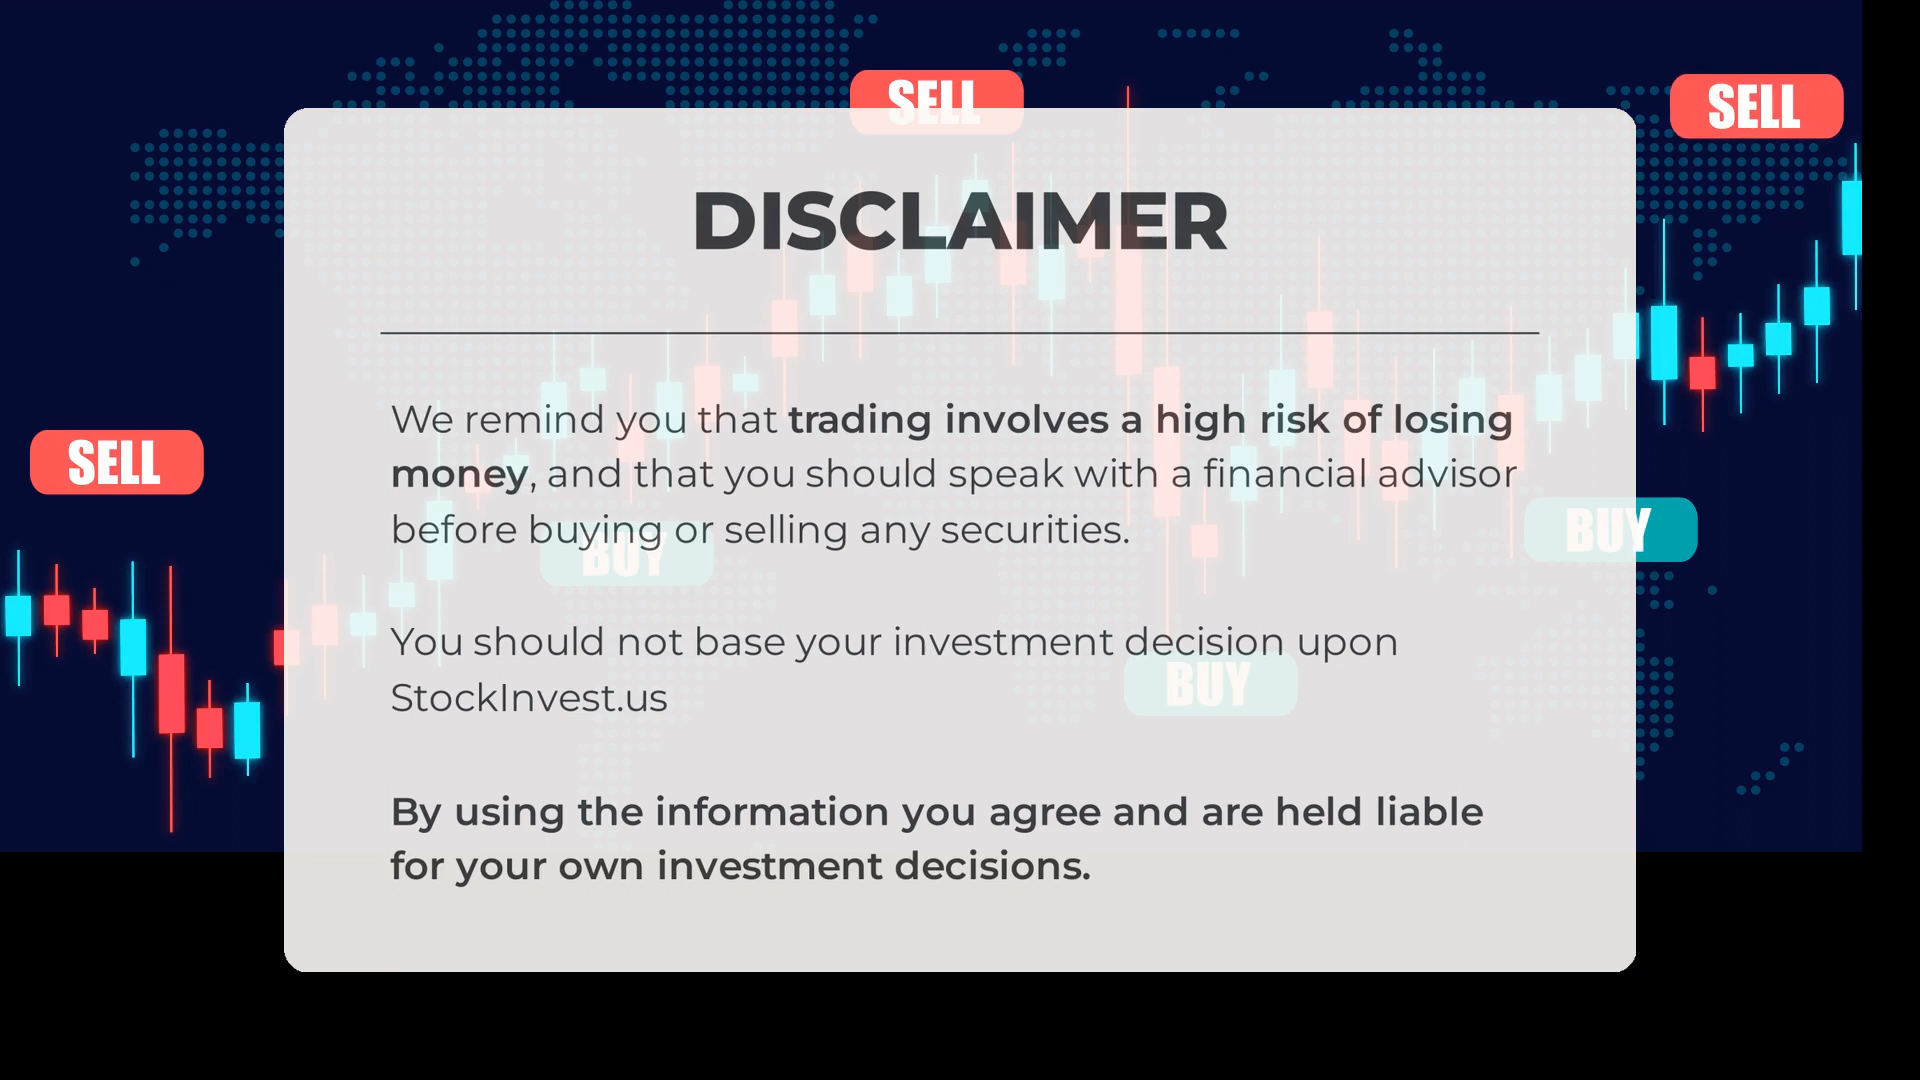 SELL
SELL
DISCLAIMER
We remind you that trading involves a high risk of losing
money, and that you should speak with a financial advisor
before buying or selling any securities.
SELL
BUY
BUY
You should not base your investment decision upon
StockInvest.us
BUY
By using the information you agree and are held liable
for your own investment decisions.